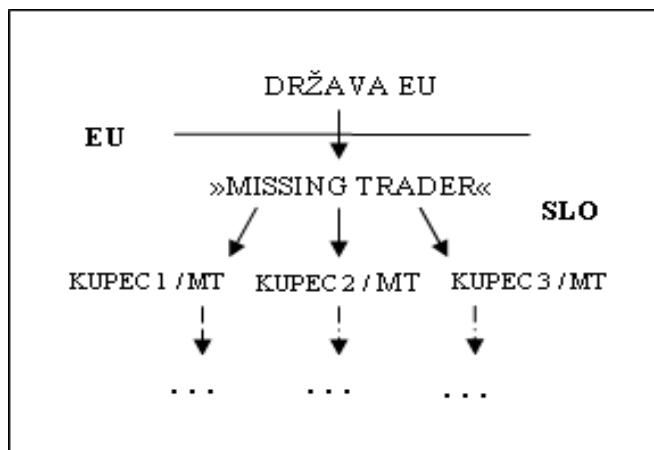 DRŽAVA EU
EU
»MISSING TRADER«
SLO
KUPEC 1 / MT KUPEC 2 / MT KUPEC 3 / MT
. . . . . . . . .